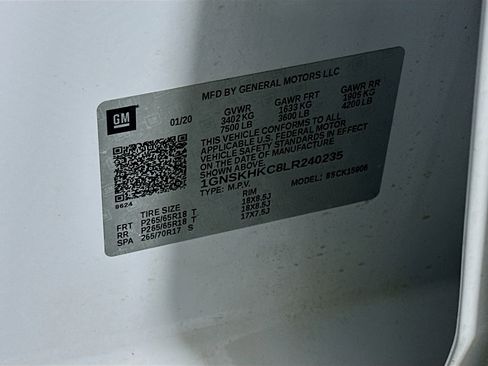 MFD BY GENERAL MOTORS LLC
GM
01/20
GVWR GAWR FRT GAWR RR
3402 KG 1633 KG 1905 KG
7500 LB 3600 LB 4200 LB
THIS VEHICLE CONFORMS TO ALL
APPLICABLE U.S. FEDERAL MOTOR
VEHICLE SAFETY STANDARDS IN EFFECT
ON THE DATE OF MANUFACTURE
SHOWN ABOVE.
1GNSKHKC8LR240235
TYPE: M.P.V. MODEL: SSCK15906
8624
TIRE SIZE RIM
FRT P265/65R18 T 18X8.5J
RR P265/65R18 T 18X8.5J
SPA 265/70R17 S 17X7.5J